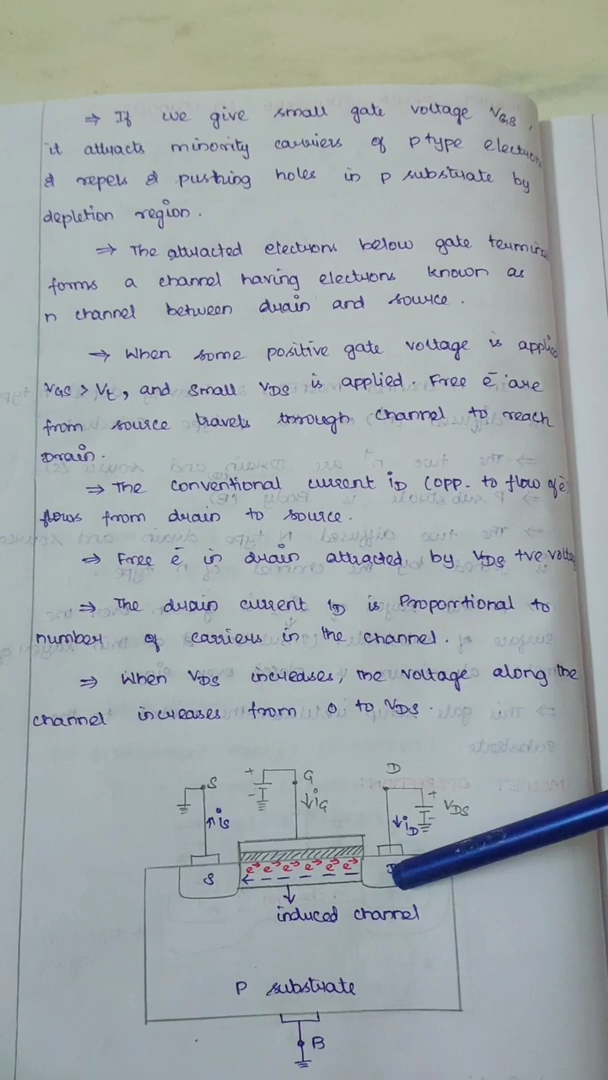 ⇒ If we give small gate voltage VGS,
it attracts minority carriers of p type electron
& repels & pushing holes in p substrate by
depletion region.
⇒ The attracted electrons below gate terminal
forms a channel having electrons known as
n channel between drain and source.
→ When some positive gate voltage is applied
VGS > Vt, and small VDS is applied. Free ē are
from source travels through channel to reach
Drain.
⇒ The conventional current iD (opp. to flow of ē)
flows from drain to source.
⇒ Free ē in drain attracted by VDS +ve volta
⇒ The drain current ID is Proportional to
number of carriers in the channel.
⇒ When VDS increases, the voltage along the
channel increases from 0 to VDS.
S G D
+ - + - VDS
↑iS ↓iG ↓iD
e e e e e e
S
induced channel
P substrate
B